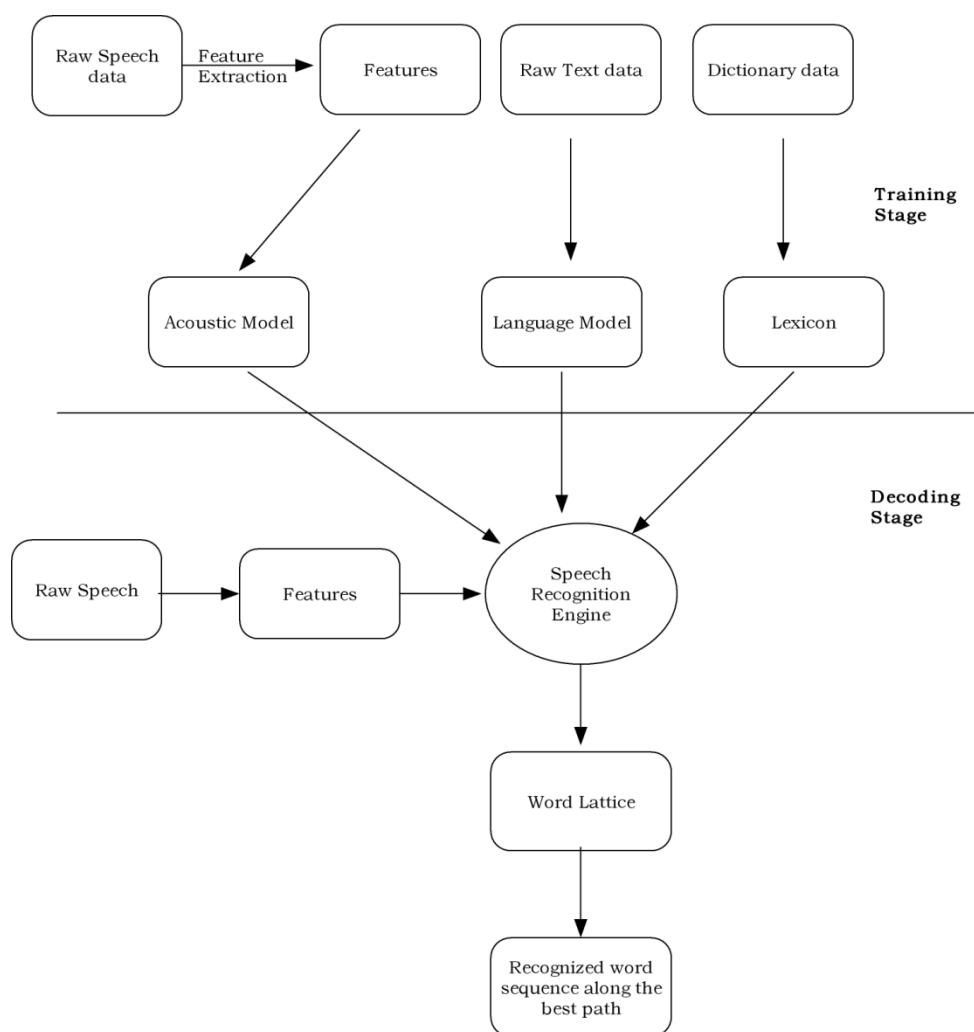 Raw Speech
data
Feature
Extraction
Features
Raw Text data
Dictionary data
Training
Stage
Acoustic Model
Language Model
Lexicon
Decoding
Stage
Raw Speech
Features
Speech
Recognition
Engine
Word Lattice
Recognized word
sequence along the
best path